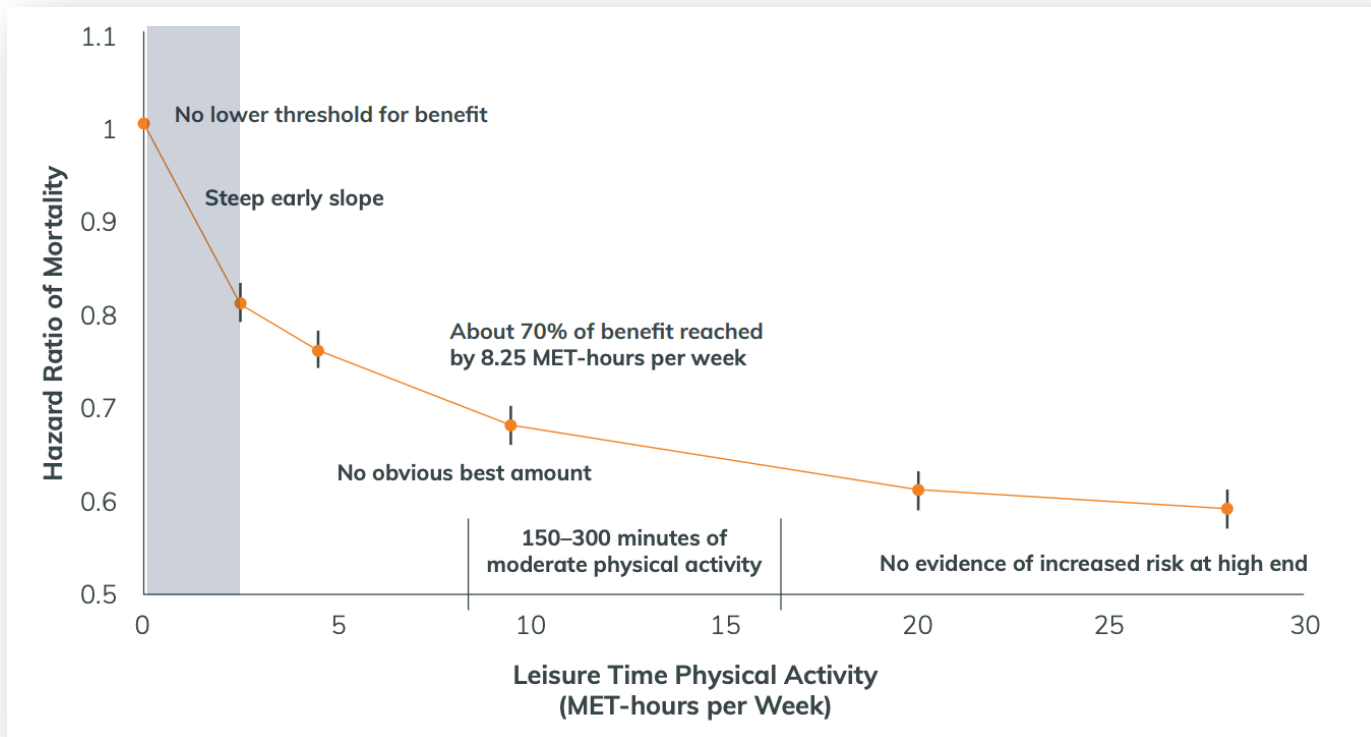 1.1
No lower threshold for benefit
1
Steep early slope
0.9
0.8
About 70% of benefit reached
by 8.25 MET-hours per week
0.7
No obvious best amount
0.6
150–300 minutes of
moderate physical activity
No evidence of increased risk at high end
0.5
Hazard Ratio of Mortality
0 5 10 15 20 25 30
Leisure Time Physical Activity
(MET-hours per Week)